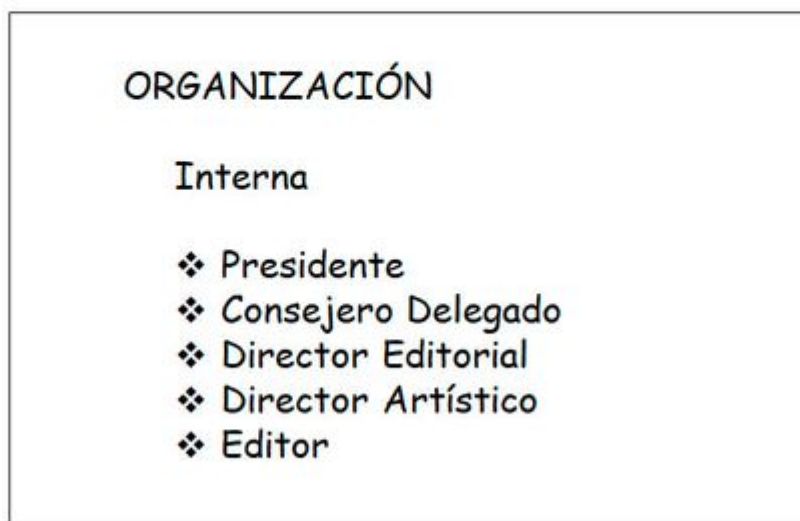 ORGANIZACIÓN
Interna
❖ Presidente
❖ Consejero Delegado
❖ Director Editorial
❖ Director Artístico
❖ Editor